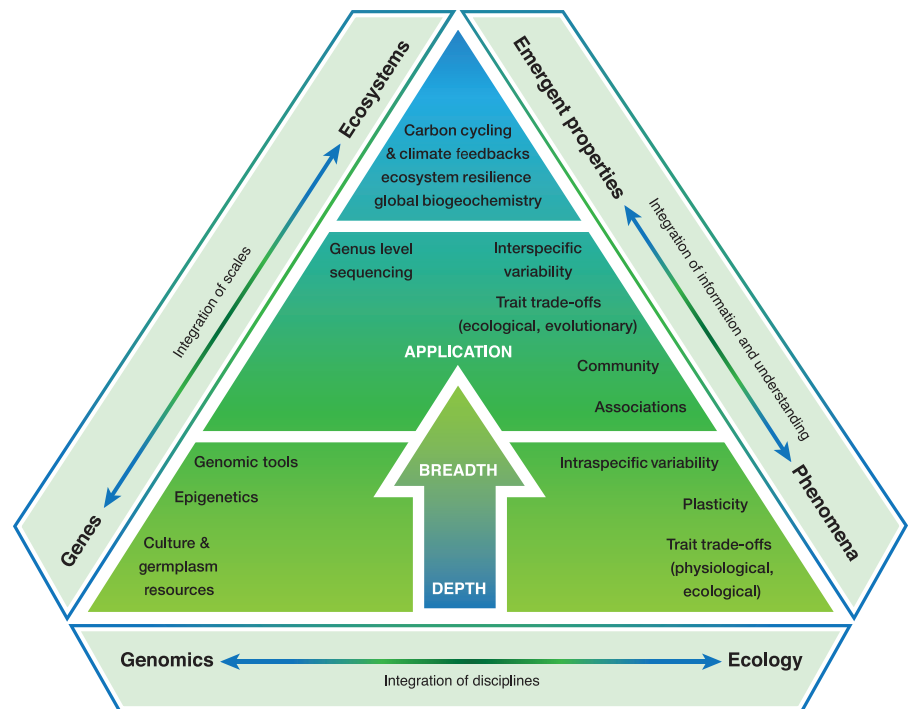 Ecosystems
Integration of scales
Genes
Emergent properties
Integration of information and understanding
Phenomena
Carbon cycling
& climate feedbacks
ecosystem resilience
global biogeochemistry
Genus level
sequencing
Interspecific
variability
Trait trade-offs
(ecological, evolutionary)
APPLICATION
Community
Associations
Genomic tools
Epigenetics
Culture &
germplasm
resources
BREADTH
DEPTH
Intraspecific variability
Plasticity
Trait trade-offs
(physiological,
ecological)
Genomics
Integration of disciplines
Ecology